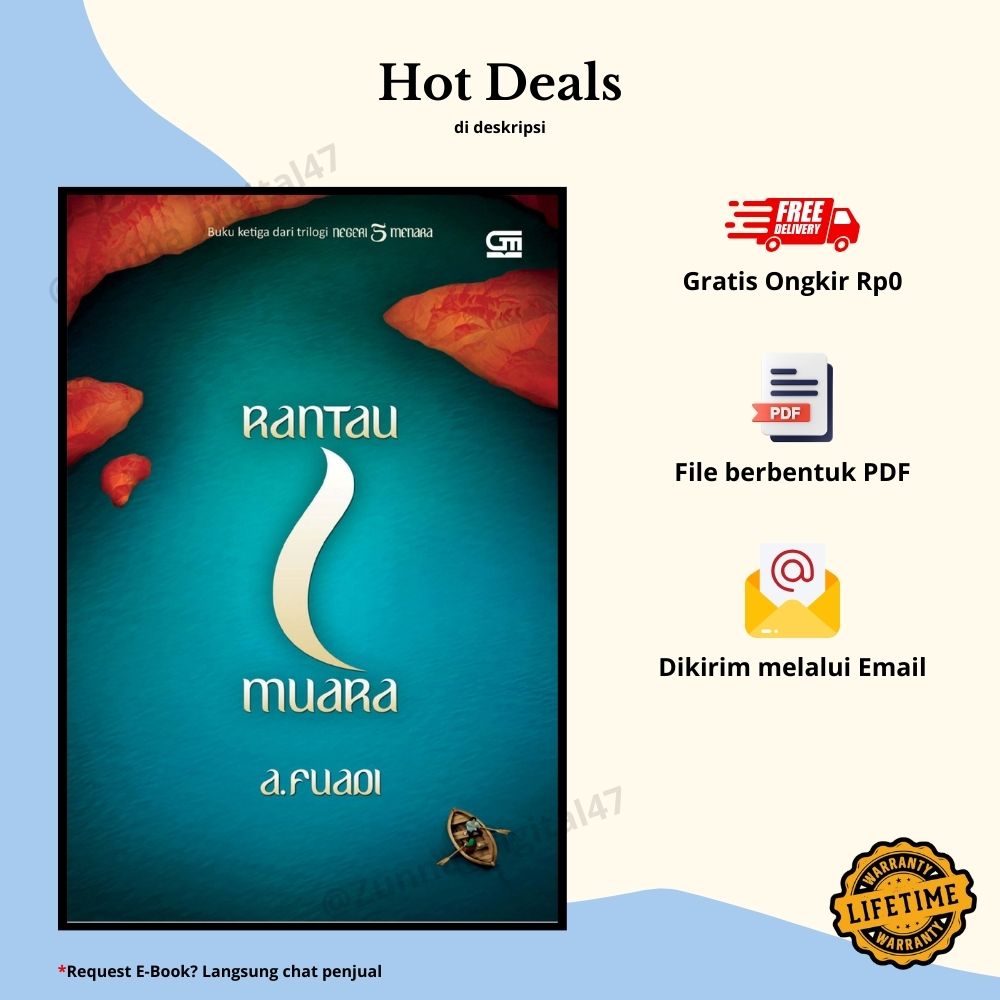 Hot Deals
di deskripsi
Buku ketiga dari trilogi NEGERI 5 MENARA
GM
RANTAU
1
MUARA
A.FUADI
FREE
DELIVERY
Gratis Ongkir Rp0
PDF
File berbentuk PDF
@
Dikirim melalui Email
WARRANTY
LIFETIME
WARRANTY
*Request E-Book? Langsung chat penjual